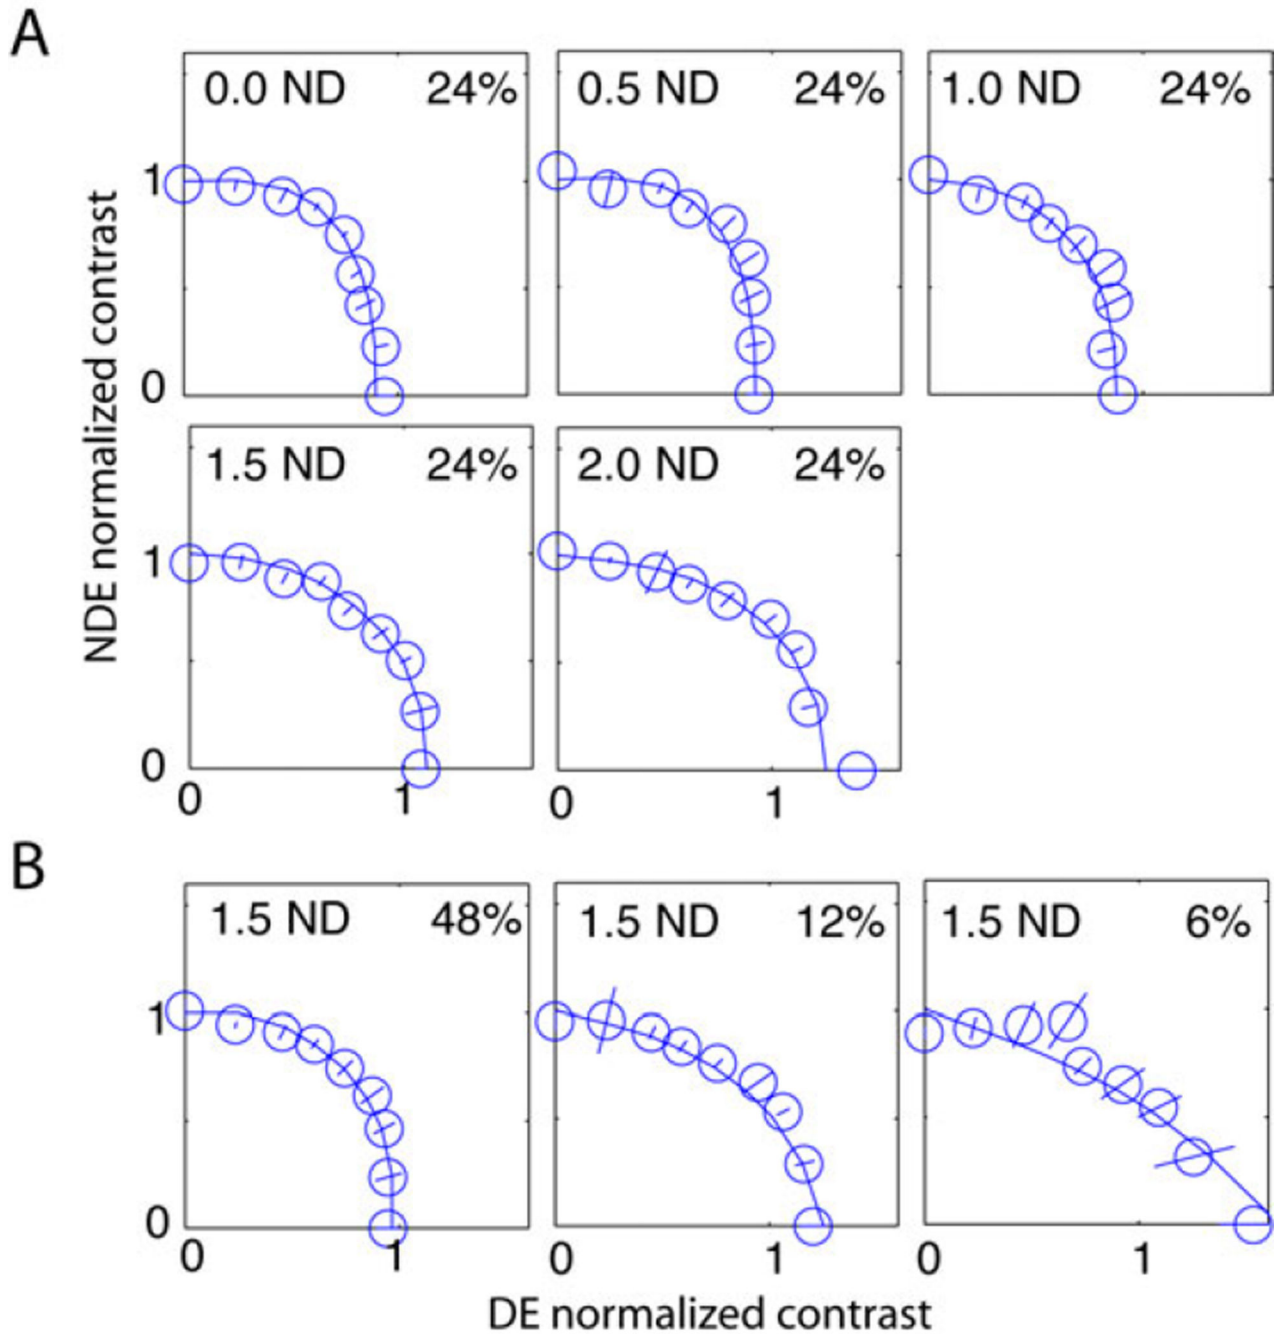 A
0.0 ND 24%
0.5 ND 24%
1.0 ND 24%
1
0
NDE normalized contrast
1.5 ND 24%
2.0 ND 24%
1
0
0 1
0 1
B
1.5 ND 48%
1.5 ND 12%
1.5 ND 6%
1
0
0 1
0 1
0 1
DE normalized contrast